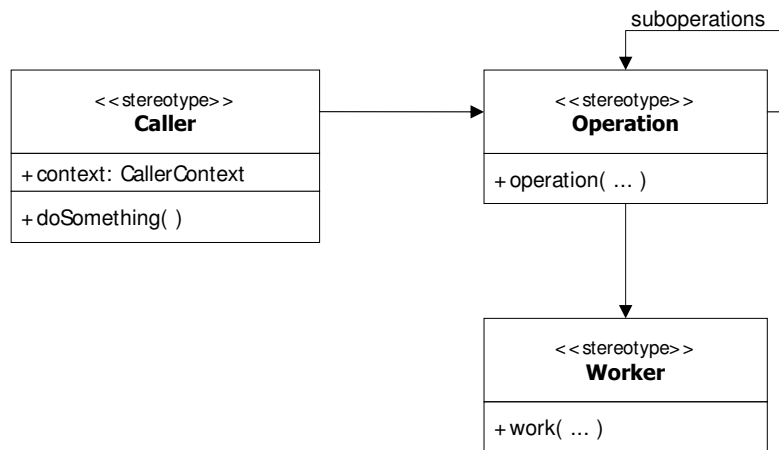 suboperations
<<stereotype>>
Caller
+ context: CallerContext
+ doSomething( )
<<stereotype>>
Operation
+ operation( ... )
<<stereotype>>
Worker
+ work( ... )